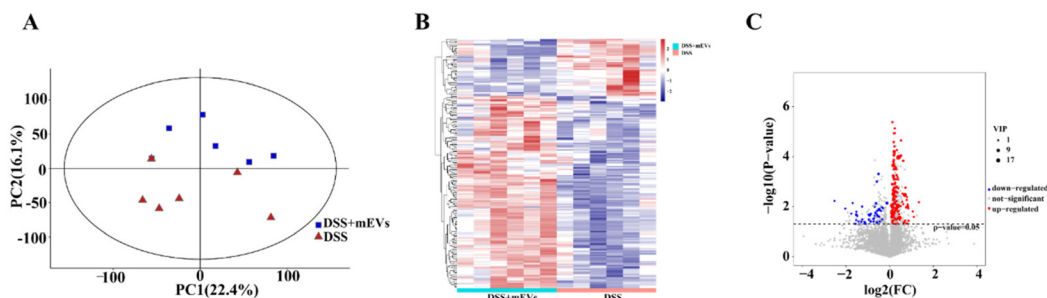 A
PC2(16.1%)
100
50
0
-50
-100
-100
0
100
PC1(22.4%)
DSS+mEVs
DSS
B
2
1
0
-1
-2
DSS+mEVs
DSS
DSS+mEVs
DSS
C
-log10(P-value)
6
4
2
0
-4
-2
0
2
4
log2(FC)
p-value=0.05
VIP
1
9
17
down-regulated
not-significant
up-regulated